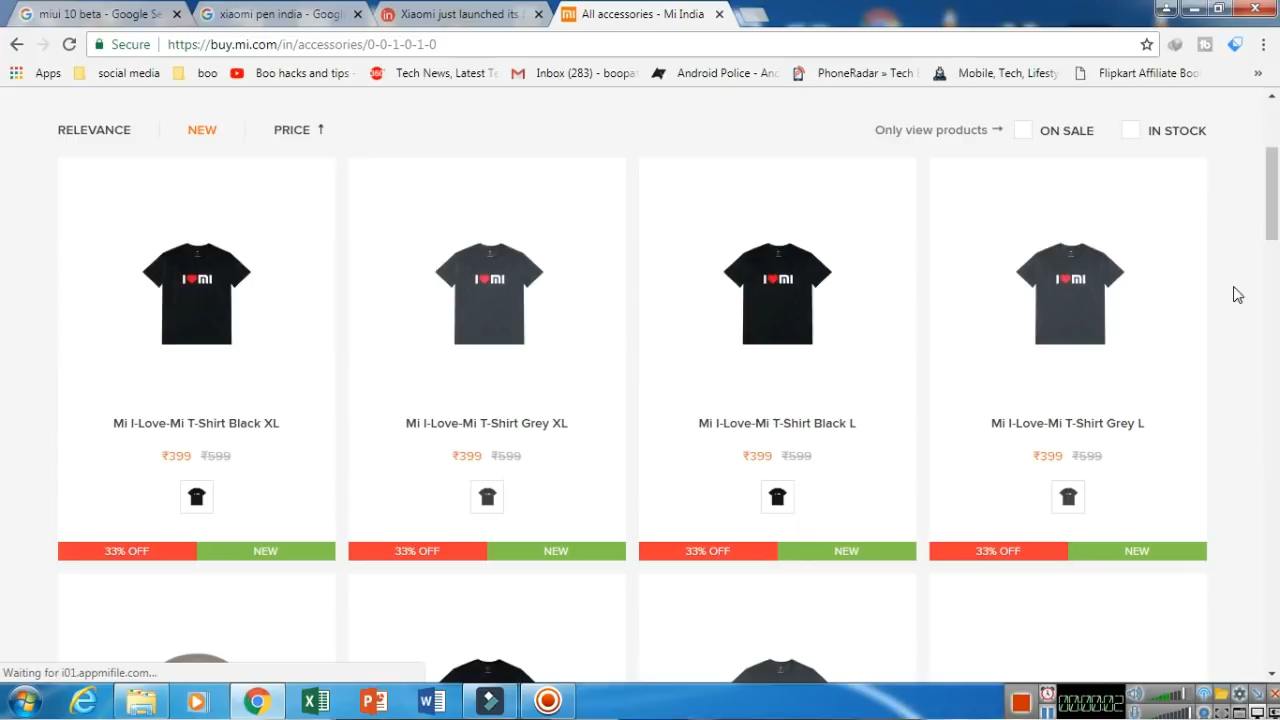 miui 10 beta - Google Se
xiaomi pen india - Googl
Xiaomi just launched its
All accessories - Mi India
Secure
https://buy.mi.com/in/accessories/0-0-1-0-1-0
Apps
social media
boo
Boo hacks and tips -
Tech News, Latest Te
Inbox (283) - boopat
Android Police - And
PhoneRadar » Tech
Mobile, Tech, Lifesty
Flipkart Affiliate Boo
»
RELEVANCE
NEW
PRICE ↑
Only view products →
ON SALE
IN STOCK
I ❤ MI
I ❤ MI
I ❤ MI
I ❤ MI
Mi I-Love-Mi T-Shirt Black XL
Mi I-Love-Mi T-Shirt Grey XL
Mi I-Love-Mi T-Shirt Black L
Mi I-Love-Mi T-Shirt Grey L
₹399 ₹599
₹399 ₹599
₹399 ₹599
₹399 ₹599
33% OFF NEW
33% OFF NEW
33% OFF NEW
33% OFF NEW
Waiting for i01.appmifile.com...
00:00:02